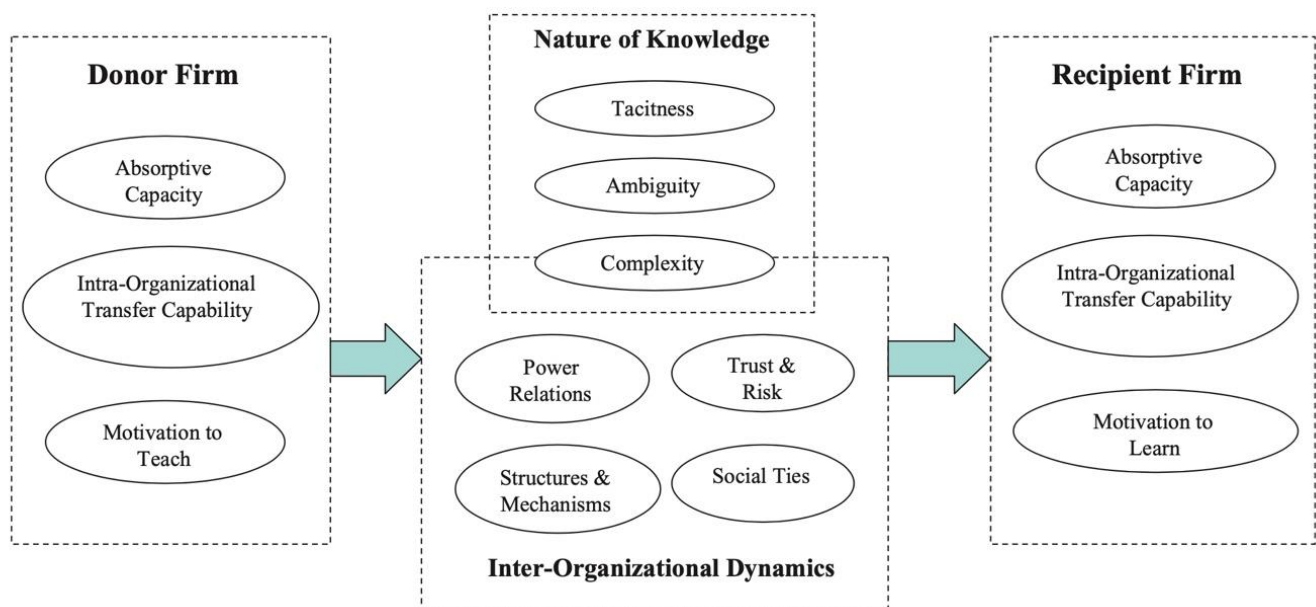 Donor Firm
Absorptive
Capacity
Intra-Organizational
Transfer Capability
Motivation to
Teach
Nature of Knowledge
Tacitness
Ambiguity
Complexity
Power
Relations
Trust &
Risk
Structures &
Mechanisms
Social Ties
Inter-Organizational Dynamics
Recipient Firm
Absorptive
Capacity
Intra-Organizational
Transfer Capability
Motivation to
Learn